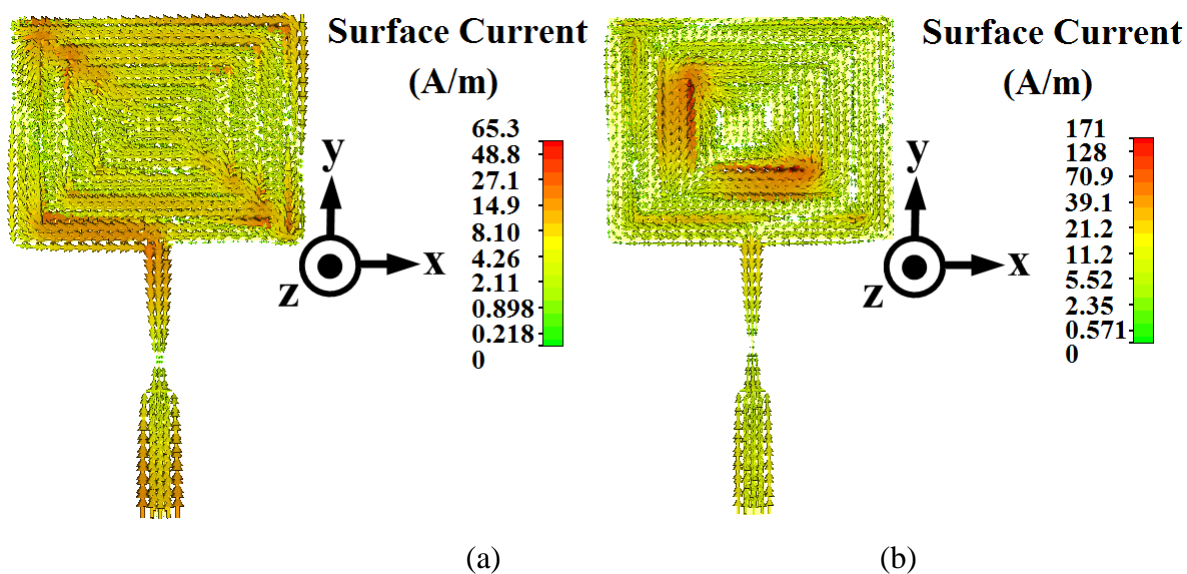 Surface Current
(A/m)
65.3
48.8
27.1
14.9
8.10
4.26
2.11
0.898
0.218
0
y
x
z
Surface Current
(A/m)
171
128
70.9
39.1
21.2
11.2
5.52
2.35
0.571
0
y
x
z
(a)
(b)